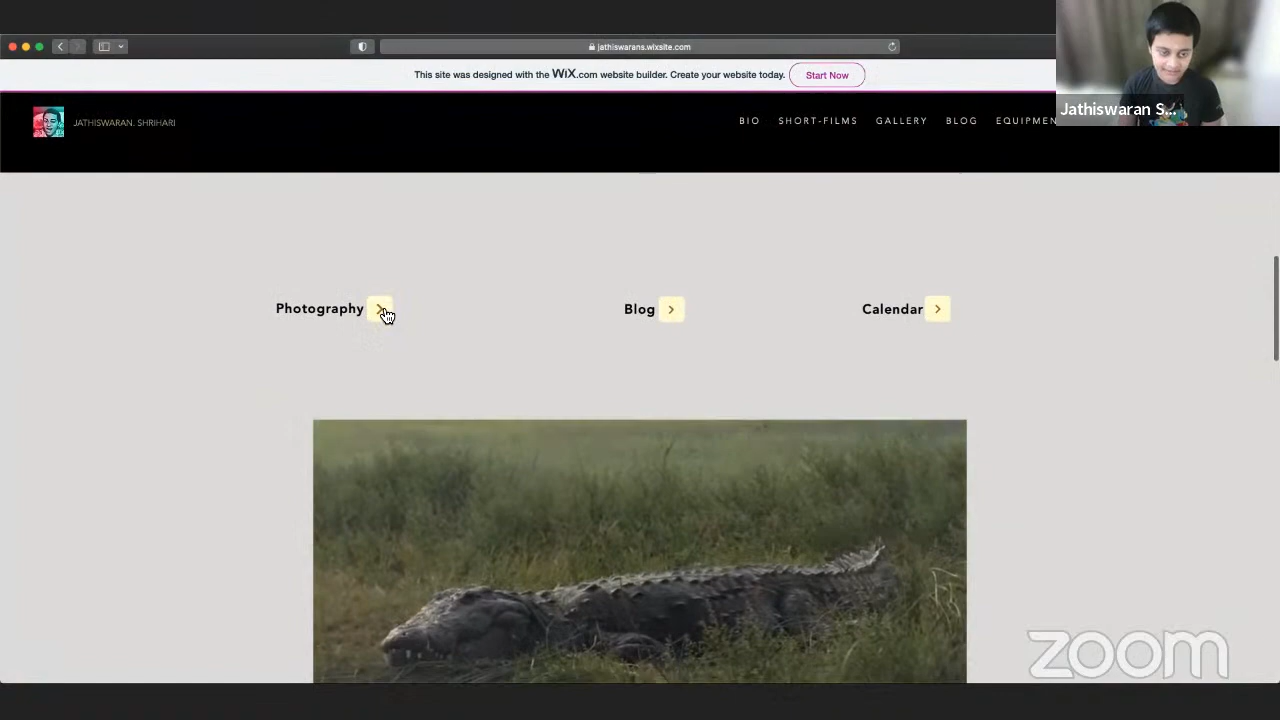 jathiswarans.wixsite.com
This site was designed with the WiX.com website builder. Create your website today. Start Now
JATHISWARAN. SHRIHARI
BIO SHORT-FILMS GALLERY BLOG EQUIPMEN
Jathiswaran S...
Photography Blog Calendar
zoom